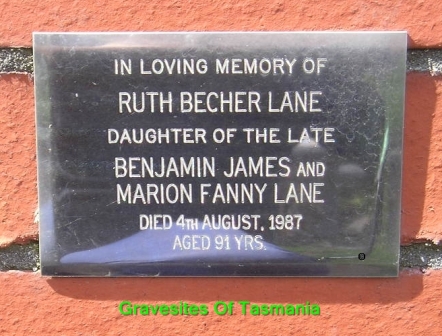 IN LOVING MEMORY OF
RUTH BECHER LANE
DAUGHTER OF THE LATE
BENJAMIN JAMES AND
MARION FANNY LANE
DIED 4TH AUGUST, 1987
AGED 91 YRS.
Gravesites Of Tasmania